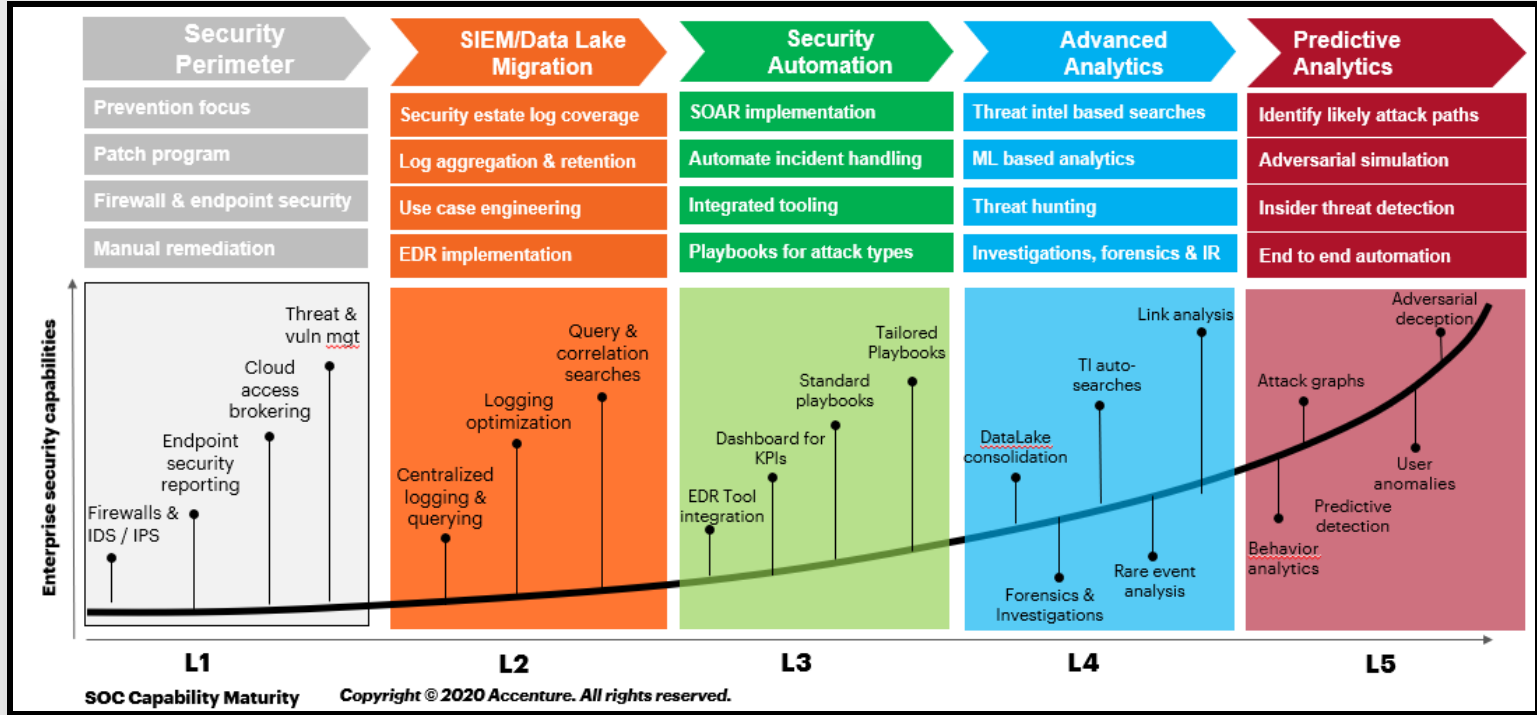 Security
Perimeter
SIEM/Data Lake
Migration
Security
Automation
Advanced
Analytics
Predictive
Analytics
Prevention focus
Patch program
Firewall & endpoint security
Manual remediation
Security estate log coverage
Log aggregation & retention
Use case engineering
EDR implementation
SOAR implementation
Automate incident handling
Integrated tooling
Playbooks for attack types
Threat intel based searches
ML based analytics
Threat hunting
Investigations, forensics & IR
Identify likely attack paths
Adversarial simulation
Insider threat detection
End to end automation
Enterprise security capabilities
Firewalls &
IDS / IPS
Endpoint
security
reporting
Cloud
access
brokering
Threat &
vuln mgt
Centralized
logging &
querying
Logging
optimization
Query &
correlation
searches
EDR Tool
integration
Dashboard for
KPIs
Standard
playbooks
Tailored
Playbooks
DataLake
consolidation
Forensics &
Investigations
TI auto-
searches
Rare event
analysis
Link analysis
Behavior
analytics
Attack graphs
Predictive
detection
User
anomalies
Adversarial
deception
L1
L2
L3
L4
L5
SOC Capability Maturity
Copyright © 2020 Accenture. All rights reserved.